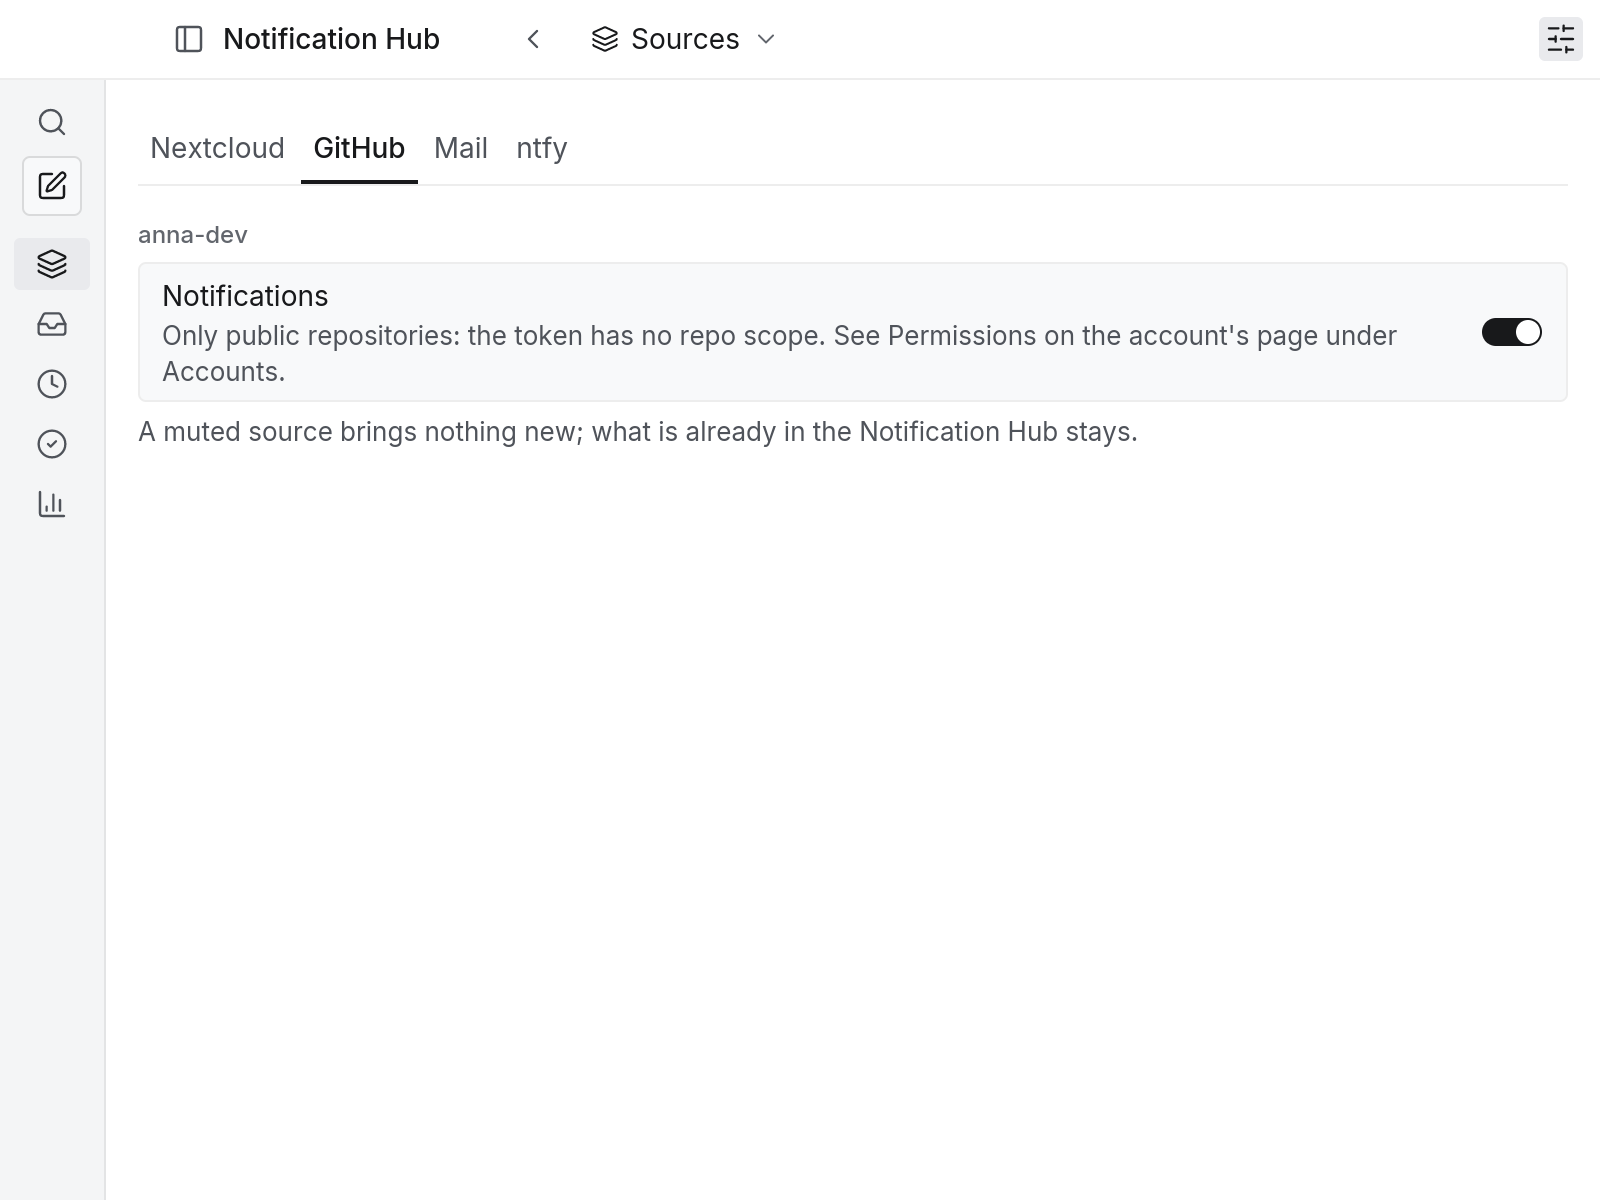 Notification Hub
Sources
Nextcloud GitHub Mail ntfy
anna-dev
Notifications
Only public repositories: the token has no repo scope. See Permissions on the account's page under
Accounts.
A muted source brings nothing new; what is already in the Notification Hub stays.